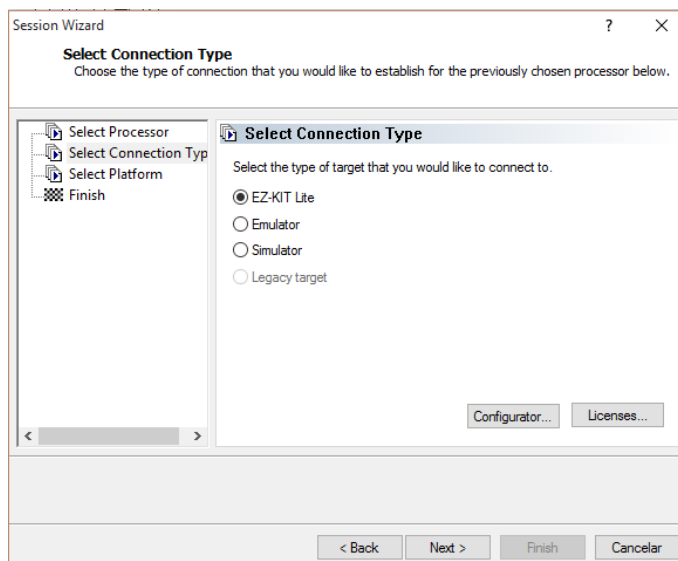 Session Wizard
?
Select Connection Type
Choose the type of connection that you would like to establish for the previously chosen processor below.
Select Processor
Select Connection Typ
Select Platform
Finish
Select Connection Type
Select the type of target that you would like to connect to.
EZ-KIT Lite
Emulator
Simulator
Legacy target
Configurator... Licenses...
< Back Next > Finish Cancelar